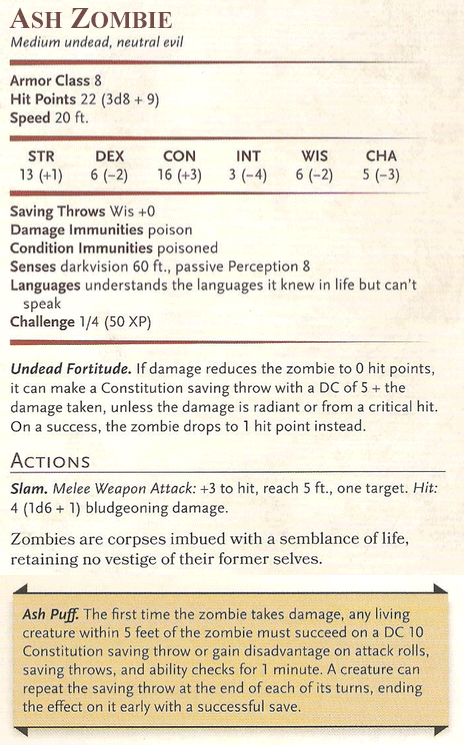 ASH ZOMBIE
Medium undead, neutral evil
Armor Class 8
Hit Points 22 (3d8 + 9)
Speed 20 ft.
STR DEX CON INT WIS CHA
13 (+1) 6 (−2) 16 (+3) 3 (−4) 6 (−2) 5 (−3)
Saving Throws Wis +0
Damage Immunities poison
Condition Immunities poisoned
Senses darkvision 60 ft., passive Perception 8
Languages understands the languages it knew in life but can't
speak
Challenge 1/4 (50 XP)
Undead Fortitude. If damage reduces the zombie to 0 hit points,
it can make a Constitution saving throw with a DC of 5 + the
damage taken, unless the damage is radiant or from a critical hit.
On a success, the zombie drops to 1 hit point instead.
ACTIONS
Slam. Melee Weapon Attack: +3 to hit, reach 5 ft., one target. Hit:
4 (1d6 + 1) bludgeoning damage.
Zombies are corpses imbued with a semblance of life,
retaining no vestige of their former selves.
Ash Puff. The first time the zombie takes damage, any living
creature within 5 feet of the zombie must succeed on a DC 10
Constitution saving throw or gain disadvantage on attack rolls,
saving throws, and ability checks for 1 minute. A creature can
repeat the saving throw at the end of each of its turns, ending
the effect on it early with a successful save.